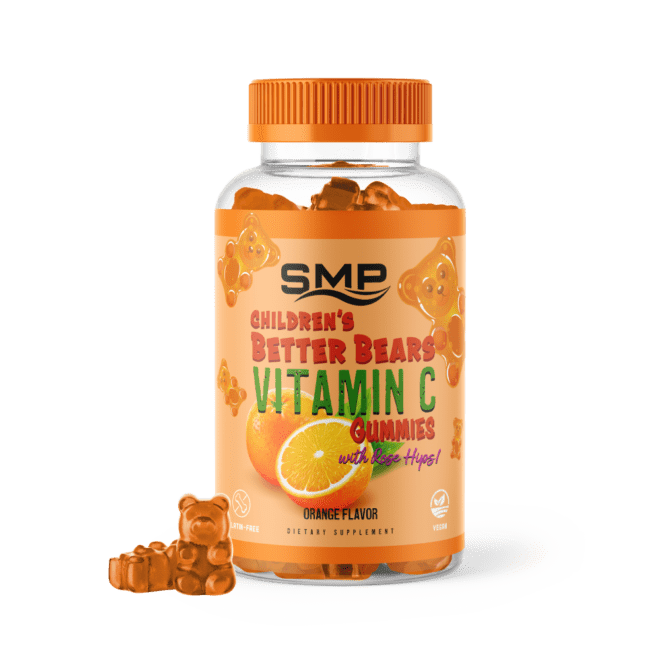 SMP
CHILDREN'S
BETTER BEARS
VITAMIN C
GUMMIES
with Rose Hips!
ORANGE FLAVOR
DIETARY SUPPLEMENT
VEGAN